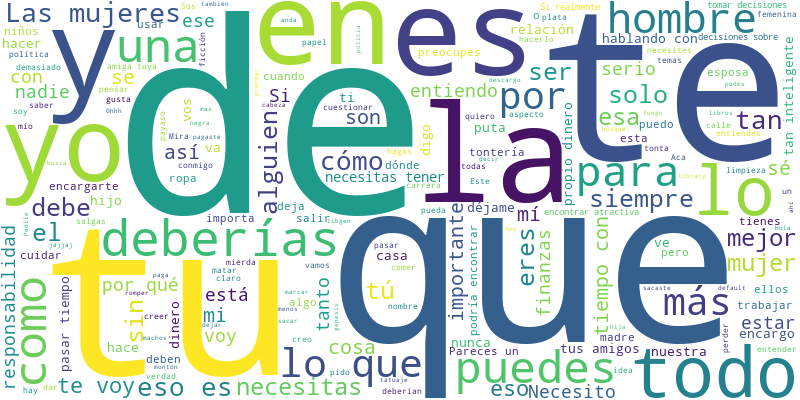 Las mujeres
y
de
en
es
te
hombre
yo
una
que
la
tu
lo
todo
deberías
lo que
puedes
para
por
más
como
siempre
ser
solo
tan
esa
mejor
mujer
estar
debe
el
alguien
cómo
son
entiendo
Si
así
nadie
con
se
ese
hacer
niños
usar
vos
va
digo
puta
tontería
necesitas tener
dónde
ropa
encargarte
hijo
cuidar
responsabilidad
por qué
pasar tiempo
sin
mi
está
tú
casa
voy
dinero
hace
te voy
eso es
necesitas
cosa
tanto
algo
importante
eres
mí
déjame
finanzas
tiempo con
podría encontrar
encontrar atractiva
propio dinero
tan inteligente
sé
tienes
ve
pero
ellos
trabajar
encargo
nuestra
madre
tus amigos
nunca
Pareces un
eso
Necesito
idea
hija
perder
entender
default
sacaste
library
limpieza
Aca
tonta
entiendes
calle
libros
podés
esta
puedo
serio
hablando con
decisiones sobre
tomar decisiones
femenina
Si realmente
O plata
necesites
temas
esposa
relación
hacerlo
preocupes
anda
papel
policía
cuando
ti
cuestionar
quiero
aspecto
carrera
decir
Este
hagas
cabeza
descargo
conmigo
pagaste
Mira
negra
más
gusta
ficción
Sos
también
política
demasiado
pensar
amiga tuya
saber
soy
Ohhh
mio
payaso
importa
deja
salir
libgen
salgas
Pedile
jajjaj
busca
matar
claro
mierda
vamos
pasar
comer
nombre
marcar
menos
sacar
creo
genesis
hoy
pueda
romper
paga
creer
machos
dejar
deben
verdad
montón
pido
tatuaje
deberían
hay
dar
fuego
busque
un
ahí
Hola